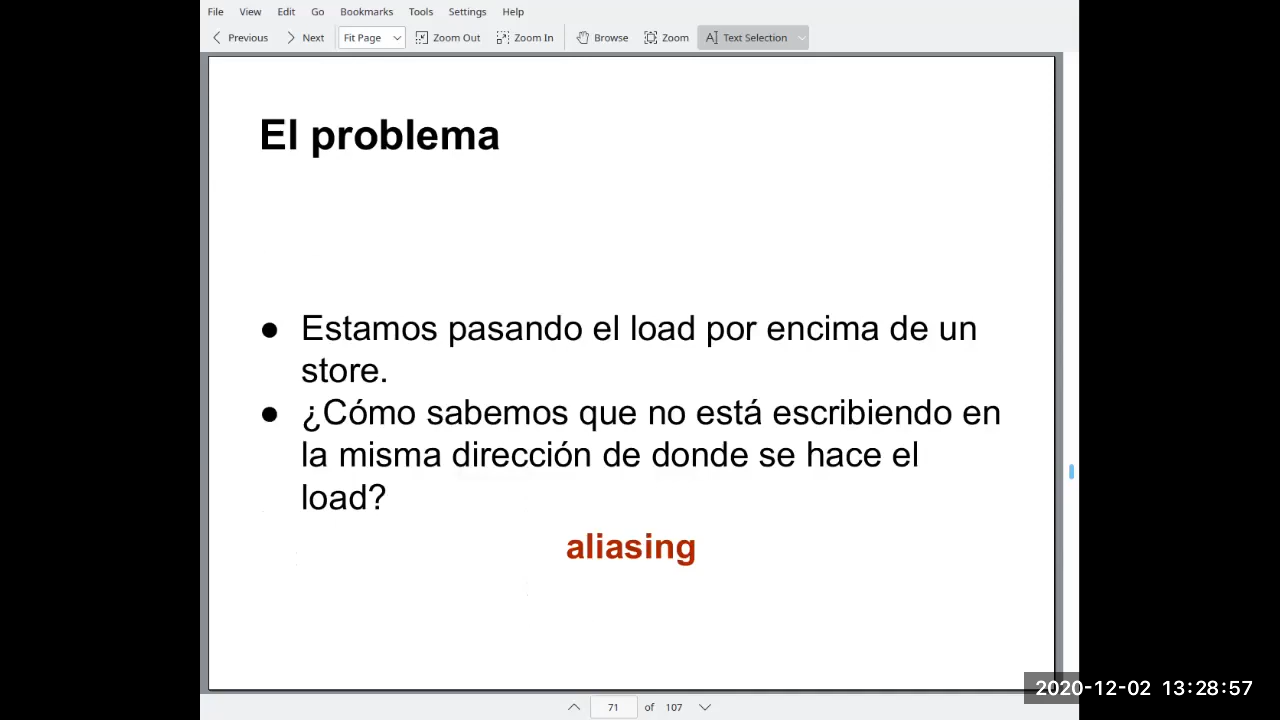 File View Edit Go Bookmarks Tools Settings Help
Previous Next Fit Page Zoom Out Zoom In Browse Zoom Text Selection
El problema
● Estamos pasando el load por encima de un
store.
● ¿Cómo sabemos que no está escribiendo en
la misma dirección de donde se hace el
load?
aliasing
2020-12-02 13:28:57
71 of 107